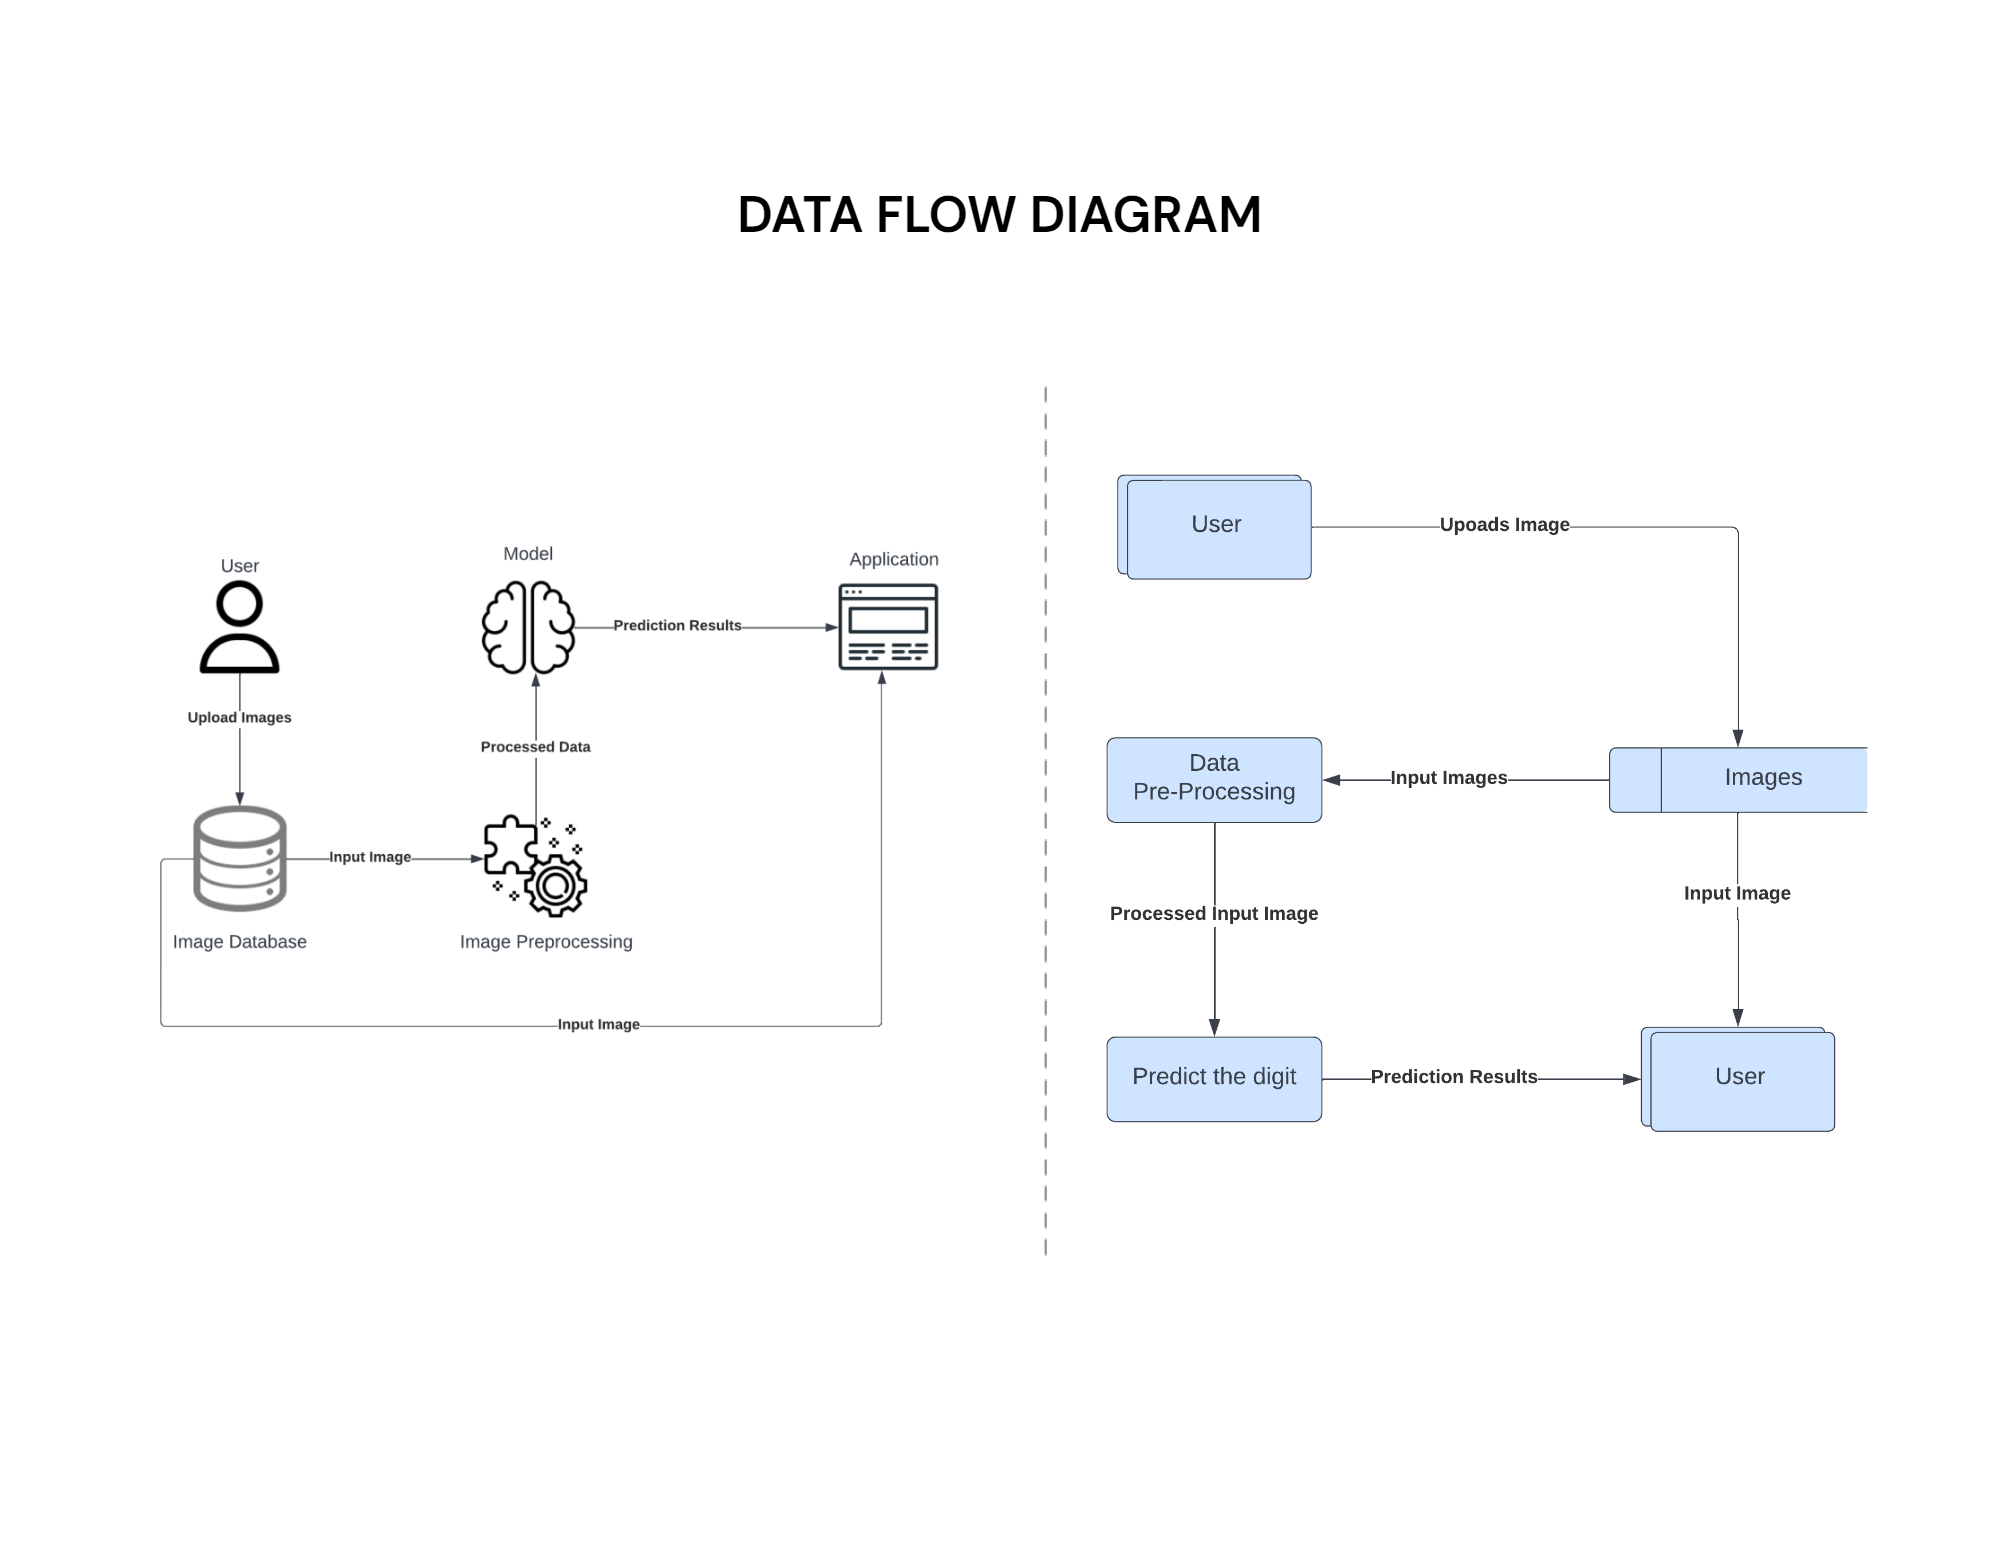 DATA FLOW DIAGRAM
User
Model
Application
Prediction Results
Upload Images
Processed Data
Input Image
Image Database
Image Preprocessing
Input Image
User
Upoads Image
Data
Pre-Processing
Input Images
Images
Processed Input Image
Input Image
Predict the digit
Prediction Results
User